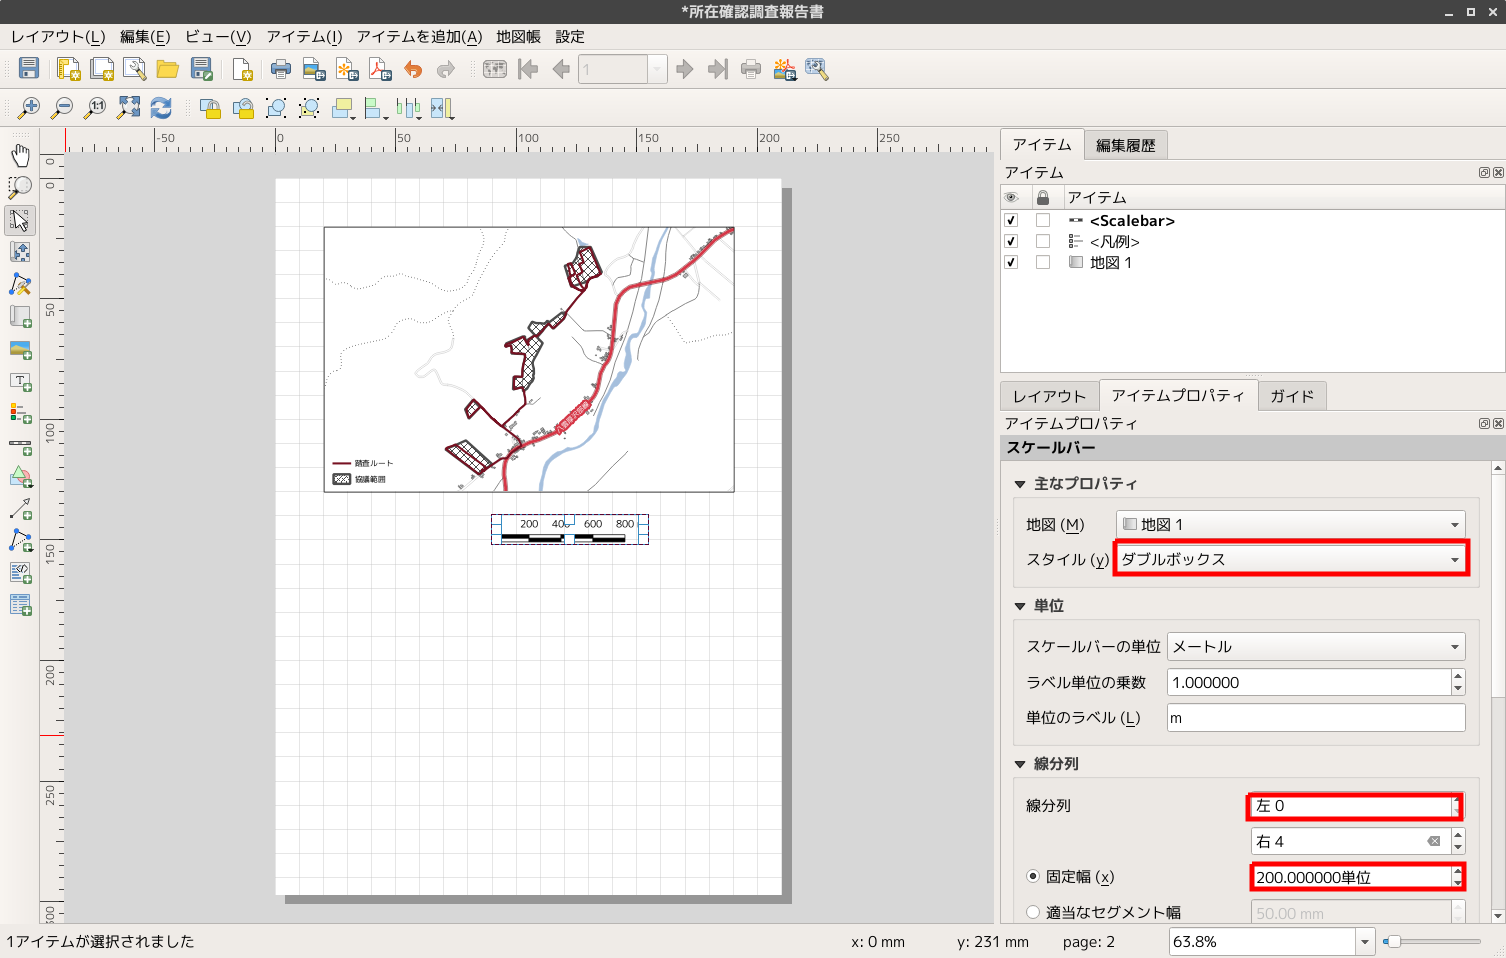 *所在確認調査報告書
レイアウト(L) 編集(E) ビュー(V) アイテム(I) アイテムを追加(A) 地図帳 設定
1
1:1
-50 0 50 100 150 200 250
0
0
50
100
150
200
250
300
調査ルート
協議範囲
200 400 600 800
アイテム 編集履歴
アイテム
アイテム
<Scalebar>
<凡例>
地図 1
レイアウト アイテムプロパティ ガイド
アイテムプロパティ
スケールバー
主なプロパティ
地図 (M) 地図 1
スタイル (y) ダブルボックス
単位
スケールバーの単位 メートル
ラベル単位の乗数 1.000000
単位のラベル (L) m
線分列
線分列 左 0
右 4
固定幅 (x) 200.000000単位
適当なセグメント幅 50.00 mm
1アイテムが選択されました x: 0 mm y: 231 mm page: 2 63.8%